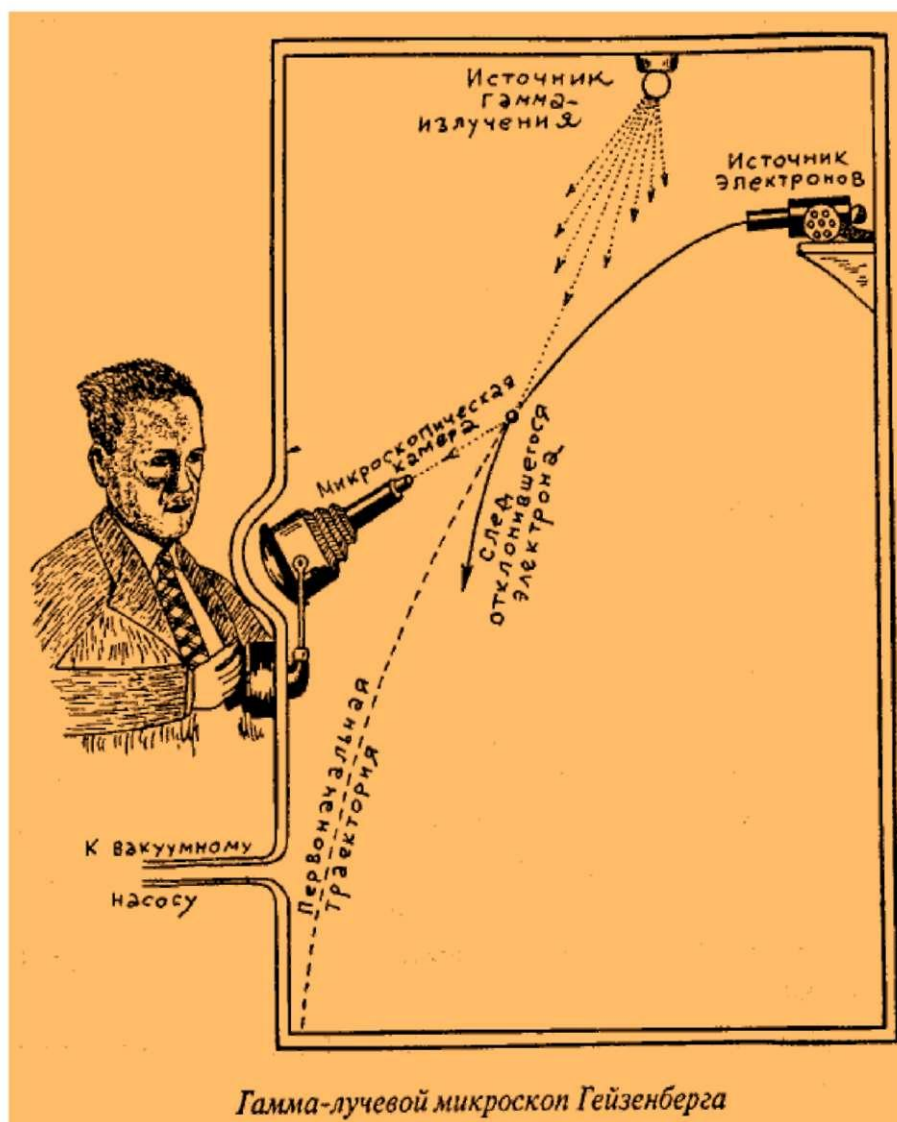 Источник
гамма-
излучения
Источник
электронов
Микроскопическая
камера
След
отклонившегося
электрона
Первоначальная
траектория
К вакуумному
насосу
Гамма-лучевой микроскоп Гейзенберга